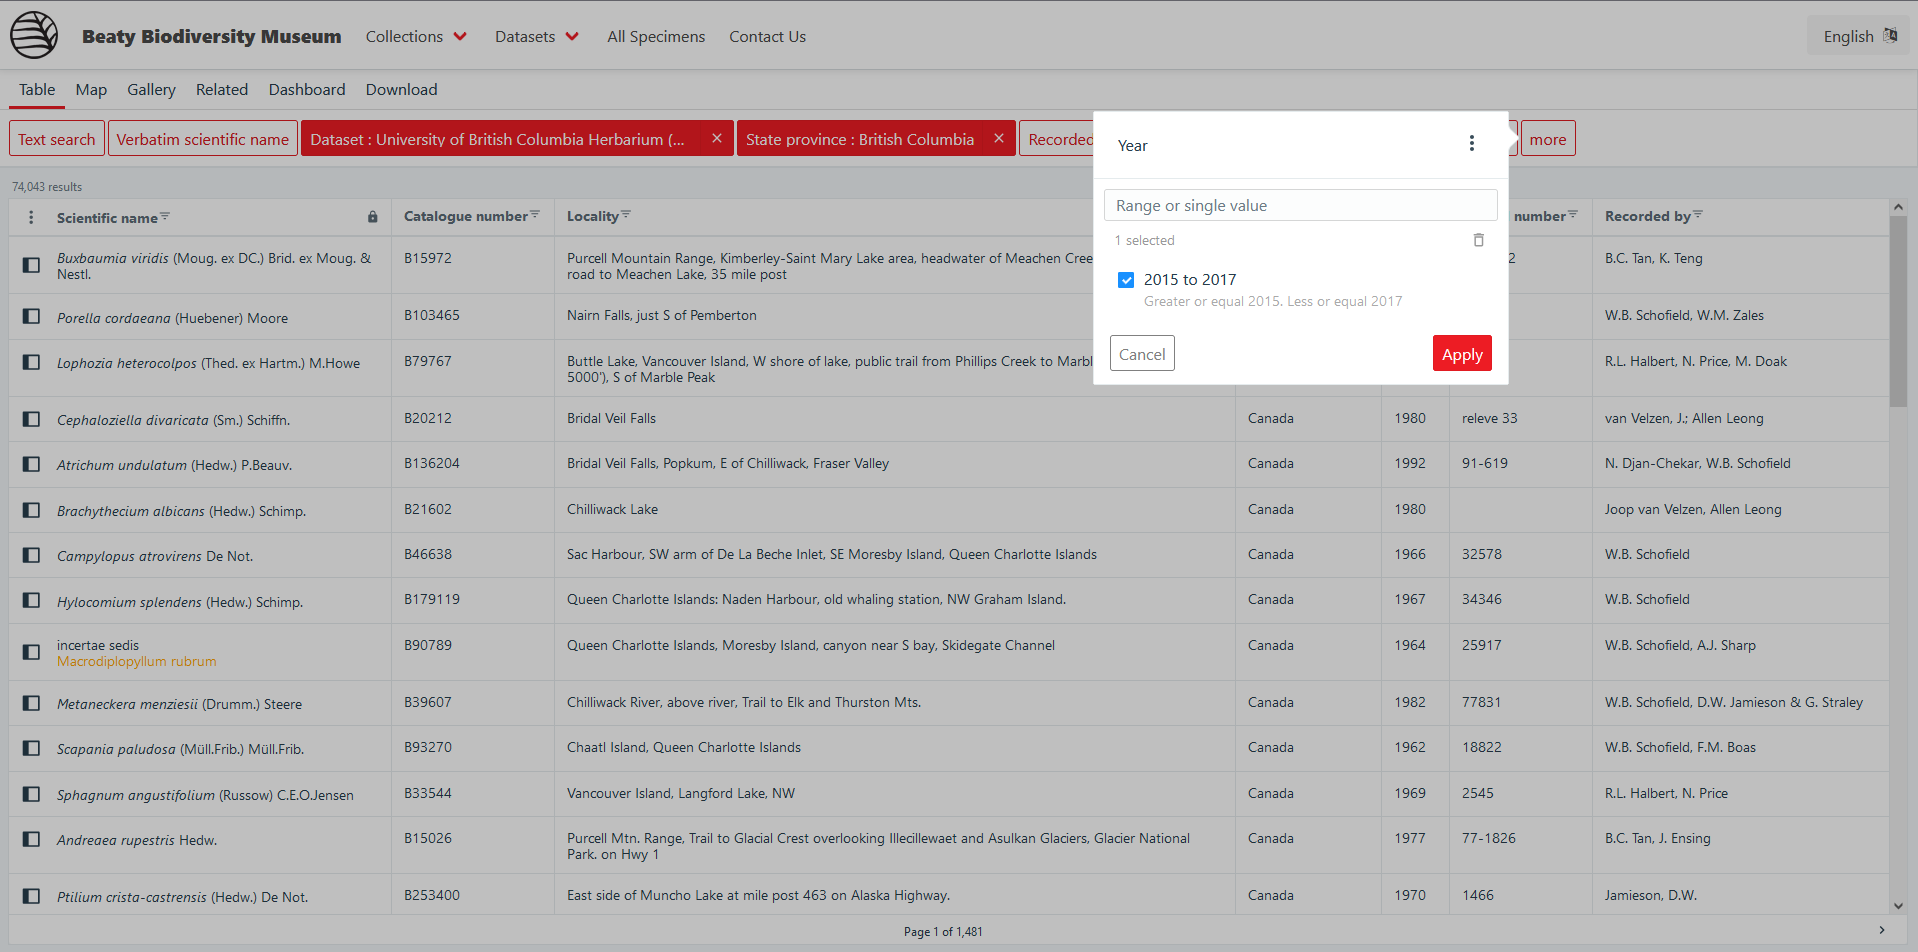 Beaty Biodiversity Museum Collections Datasets All Specimens Contact Us English
Table Map Gallery Related Dashboard Download
Text search Verbatim scientific name Dataset : University of British Columbia Herbarium (... × State province : British Columbia × Recorded more
Year
74,043 results
Range or single value
1 selected
2015 to 2017
Greater or equal 2015. Less or equal 2017
Cancel Apply
Scientific name Catalogue number Locality number Recorded by
Buxbaumia viridis (Moug. ex DC.) Brid. ex Moug. & B15972 Purcell Mountain Range, Kimberley-Saint Mary Lake area, headwater of Meachen Cree 2 B.C. Tan, K. Teng
Nestl. road to Meachen Lake, 35 mile post
Porella cordaeana (Huebener) Moore B103465 Nairn Falls, just S of Pemberton W.B. Schofield, W.M. Zales
Lophozia heterocolpos (Thed. ex Hartm.) M.Howe B79767 Buttle Lake, Vancouver Island, W shore of lake, public trail from Phillips Creek to Marbl R.L. Halbert, N. Price, M. Doak
5000'), S of Marble Peak
Cephaloziella divaricata (Sm.) Schiffn. B20212 Bridal Veil Falls Canada 1980 releve 33 van Velzen, J.; Allen Leong
Atrichum undulatum (Hedw.) P.Beauv. B136204 Bridal Veil Falls, Popkum, E of Chilliwack, Fraser Valley Canada 1992 91-619 N. Djan-Chekar, W.B. Schofield
Brachythecium albicans (Hedw.) Schimp. B21602 Chilliwack Lake Canada 1980 Joop van Velzen, Allen Leong
Campylopus atrovirens De Not. B46638 Sac Harbour, SW arm of De La Beche Inlet, SE Moresby Island, Queen Charlotte Islands Canada 1966 32578 W.B. Schofield
Hylocomium splendens (Hedw.) Schimp. B179119 Queen Charlotte Islands: Naden Harbour, old whaling station, NW Graham Island. Canada 1967 34346 W.B. Schofield
incertae sedis B90789 Queen Charlotte Islands, Moresby Island, canyon near S bay, Skidegate Channel Canada 1964 25917 W.B. Schofield, A.J. Sharp
Macrodiplopyllum rubrum
Metaneckera menziesii (Drumm.) Steere B39607 Chilliwack River, above river, Trail to Elk and Thurston Mts. Canada 1982 77831 W.B. Schofield, D.W. Jamieson & G. Straley
Scapania paludosa (Müll.Frib.) Müll.Frib. B93270 Chaatl Island, Queen Charlotte Islands Canada 1962 18822 W.B. Schofield, F.M. Boas
Sphagnum angustifolium (Russow) C.E.O.Jensen B33544 Vancouver Island, Langford Lake, NW Canada 1969 2545 R.L. Halbert, N. Price
Andreaea rupestris Hedw. B15026 Purcell Mtn. Range, Trail to Glacial Crest overlooking Illecillewaet and Asulkan Glaciers, Glacier National Canada 1977 77-1826 B.C. Tan, J. Ensing
Park. on Hwy 1
Ptilium crista-castrensis (Hedw.) De Not. B253400 East side of Muncho Lake at mile post 463 on Alaska Highway. Canada 1970 1466 Jamieson, D.W.
Page 1 of 1,481